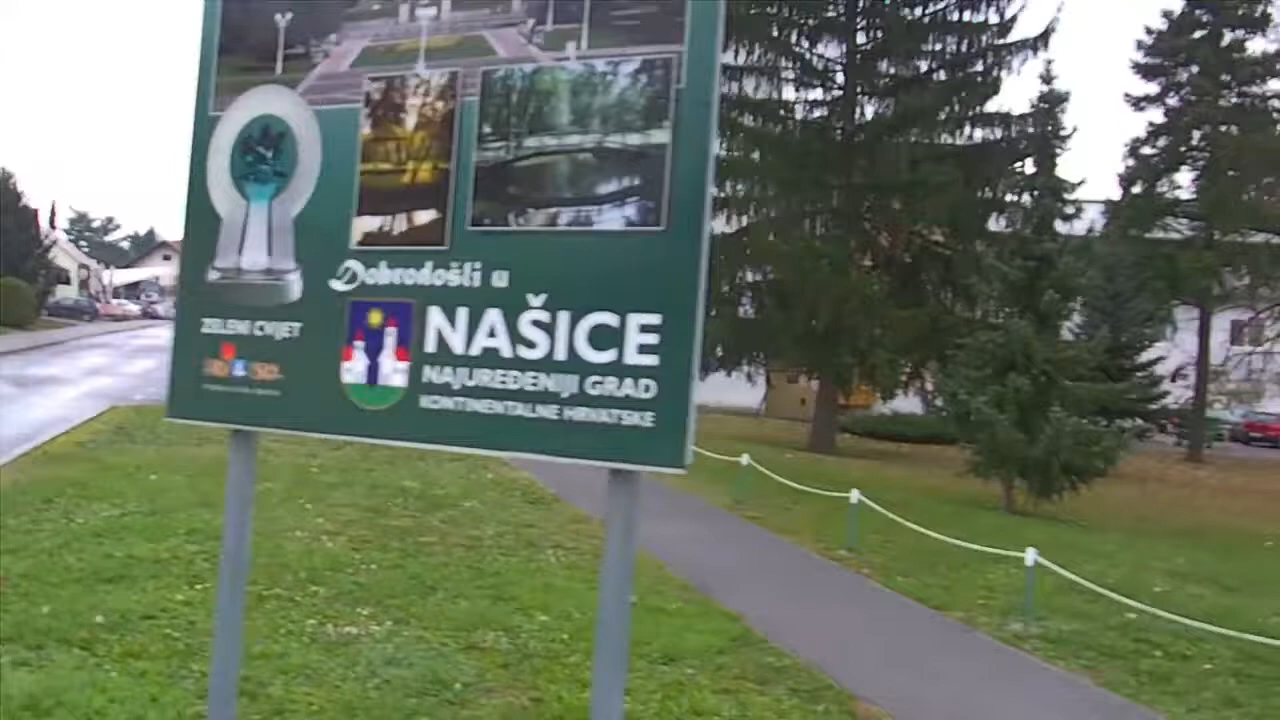 Dobrodošli u
NAŠICE
NAJUREĐENIJI GRAD
KONTINENTALNE HRVATSKE
ZELENI CVIJET